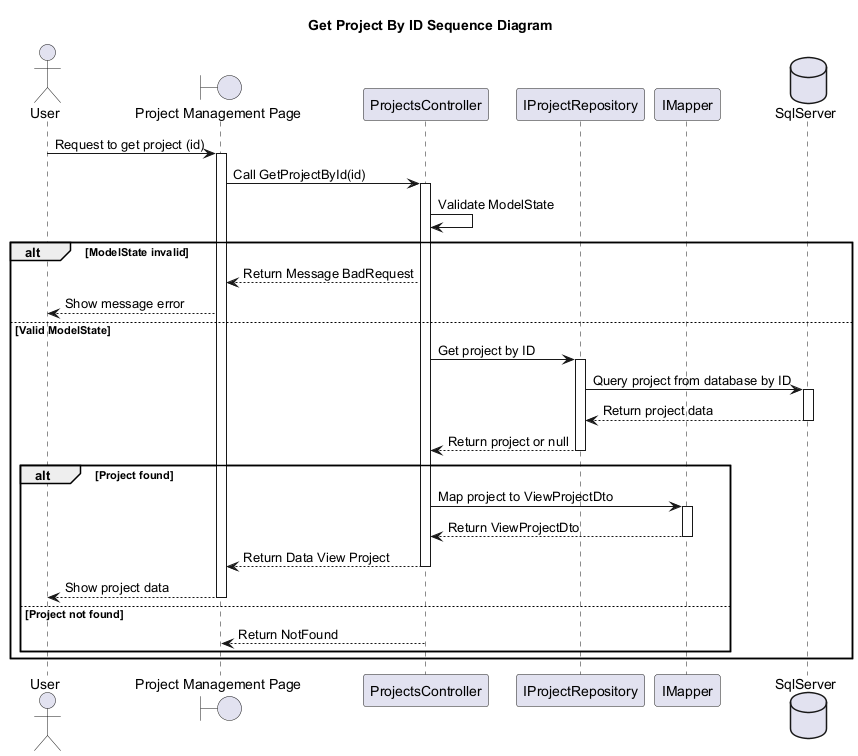 Get Project By ID Sequence Diagram
User
Project Management Page
ProjectsController
IProjectRepository
IMapper
SqlServer
Request to get project (id)
Call GetProjectById(id)
Validate ModelState
alt
[ModelState invalid]
Return Message BadRequest
Show message error
[Valid ModelState]
Get project by ID
Query project from database by ID
Return project data
Return project or null
alt
[Project found]
Map project to ViewProjectDto
Return ViewProjectDto
Return Data View Project
Show project data
[Project not found]
Return NotFound
User
Project Management Page
ProjectsController
IProjectRepository
IMapper
SqlServer